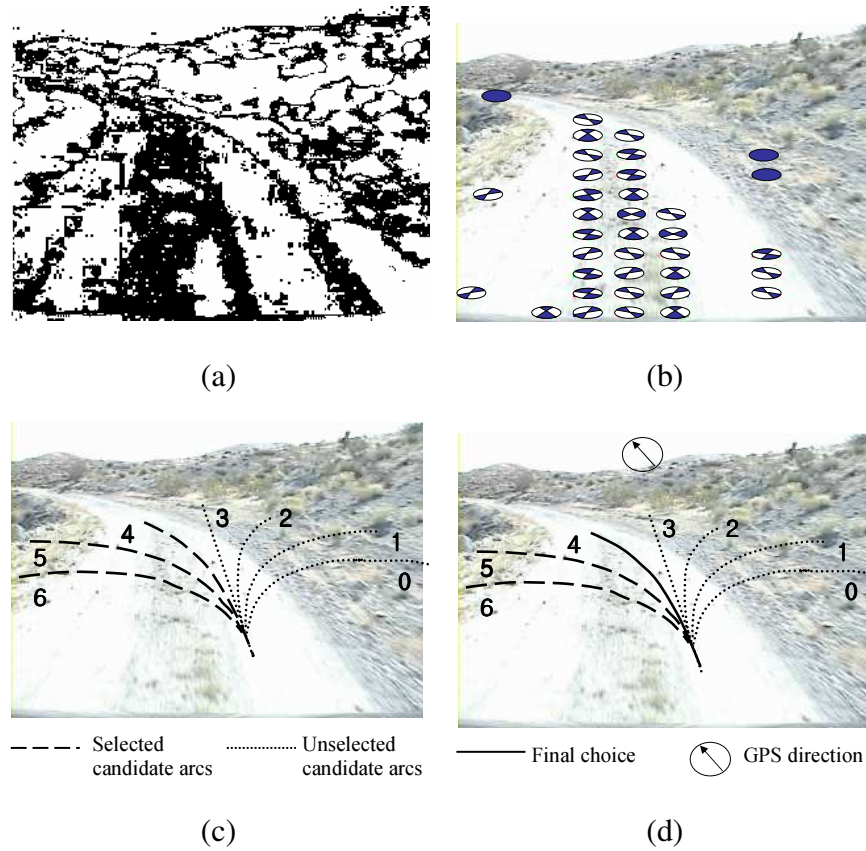 (a)
(b)
3
2
4
1
5
0
6
3
2
4
1
5
0
6
Selected
candidate arcs
Unselected
candidate arcs
Final choice
GPS direction
(c)
(d)